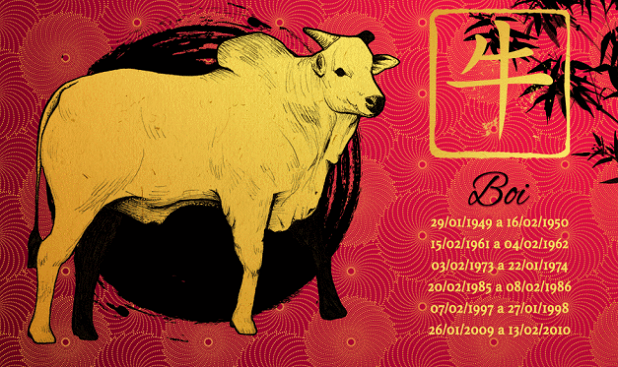 牛
Boi
29/01/1949 a 16/02/1950
15/02/1961 a 04/02/1962
03/02/1973 a 22/01/1974
20/02/1985 a 08/02/1986
07/02/1997 a 27/01/1998
26/01/2009 a 13/02/2010